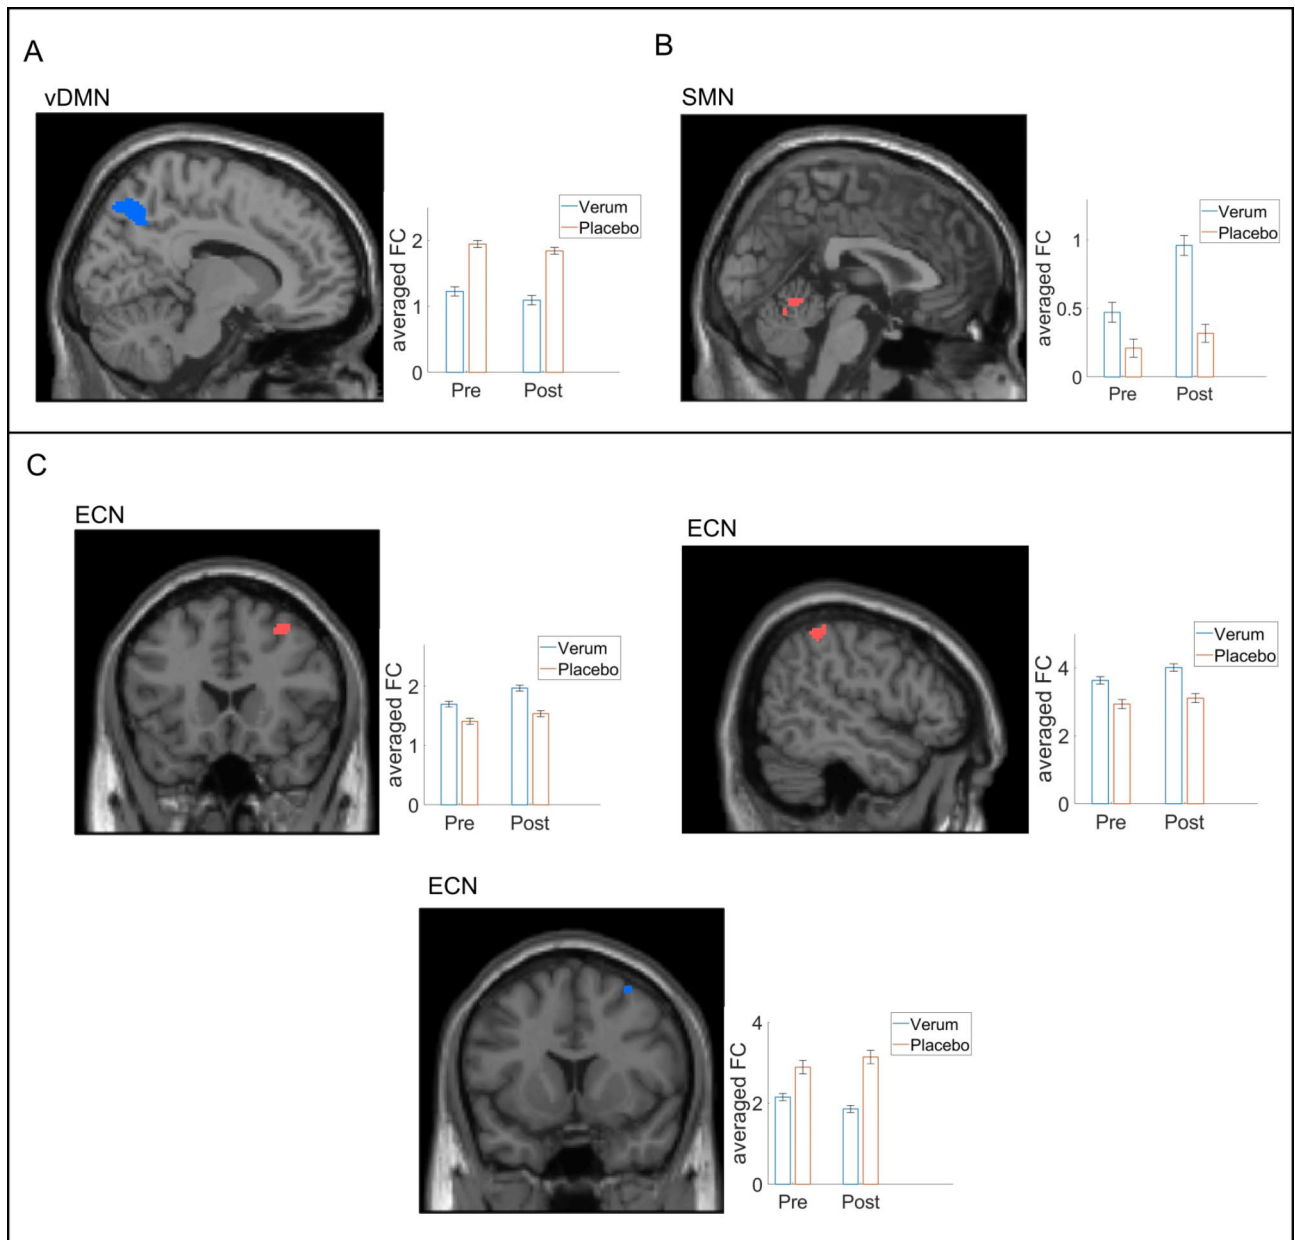 A
vDMN
averaged FC
2
1
0
Pre Post
Verum
Placebo
B
SMN
averaged FC
1
0.5
0
Pre Post
Verum
Placebo
C
ECN
averaged FC
2
1
0
Pre Post
Verum
Placebo
ECN
averaged FC
4
2
0
Pre Post
Verum
Placebo
ECN
averaged FC
4
2
0
Pre Post
Verum
Placebo